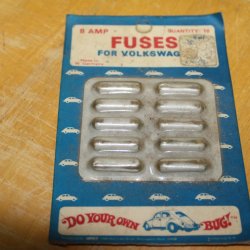 8 AMP
QUANTITY: 10
FUSES
FOR VOLKSWAG
Made in
W. Germany
DO YOUR OWN
BUG!